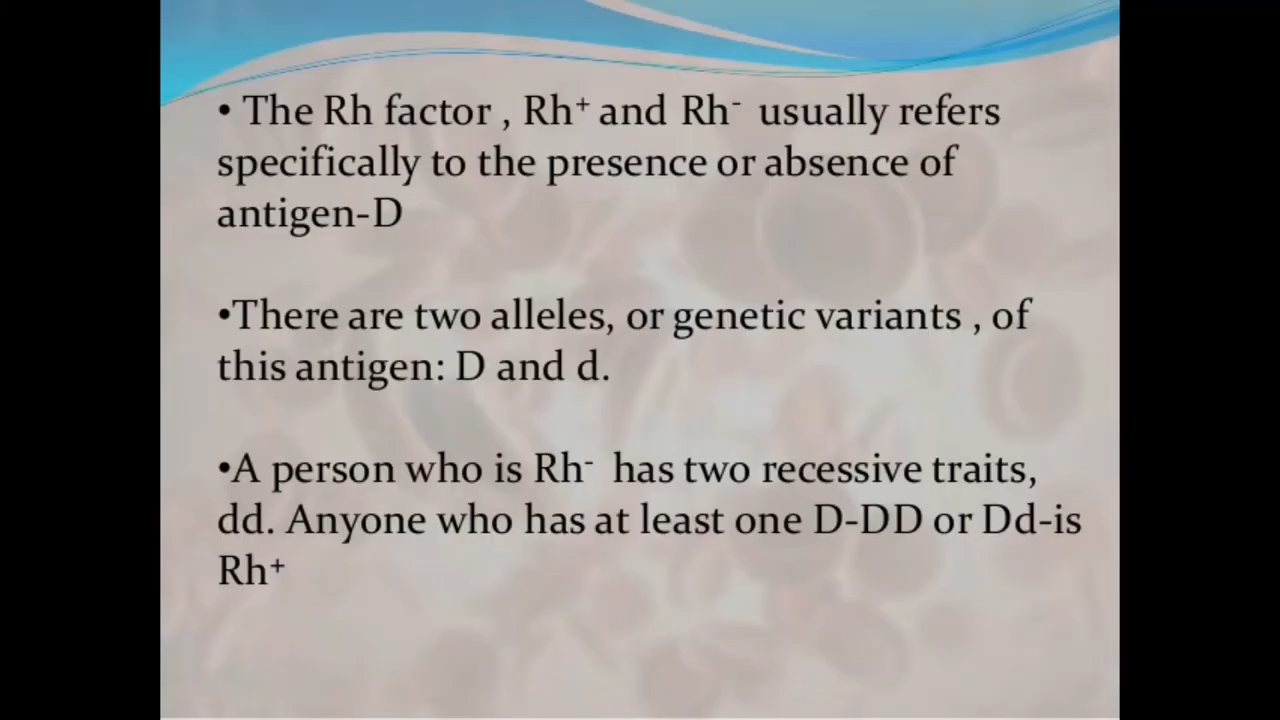 • The Rh factor , Rh⁺ and Rh⁻ usually refers
specifically to the presence or absence of
antigen-D
•There are two alleles, or genetic variants , of
this antigen: D and d.
•A person who is Rh⁻ has two recessive traits,
dd. Anyone who has at least one D-DD or Dd-is
Rh⁺